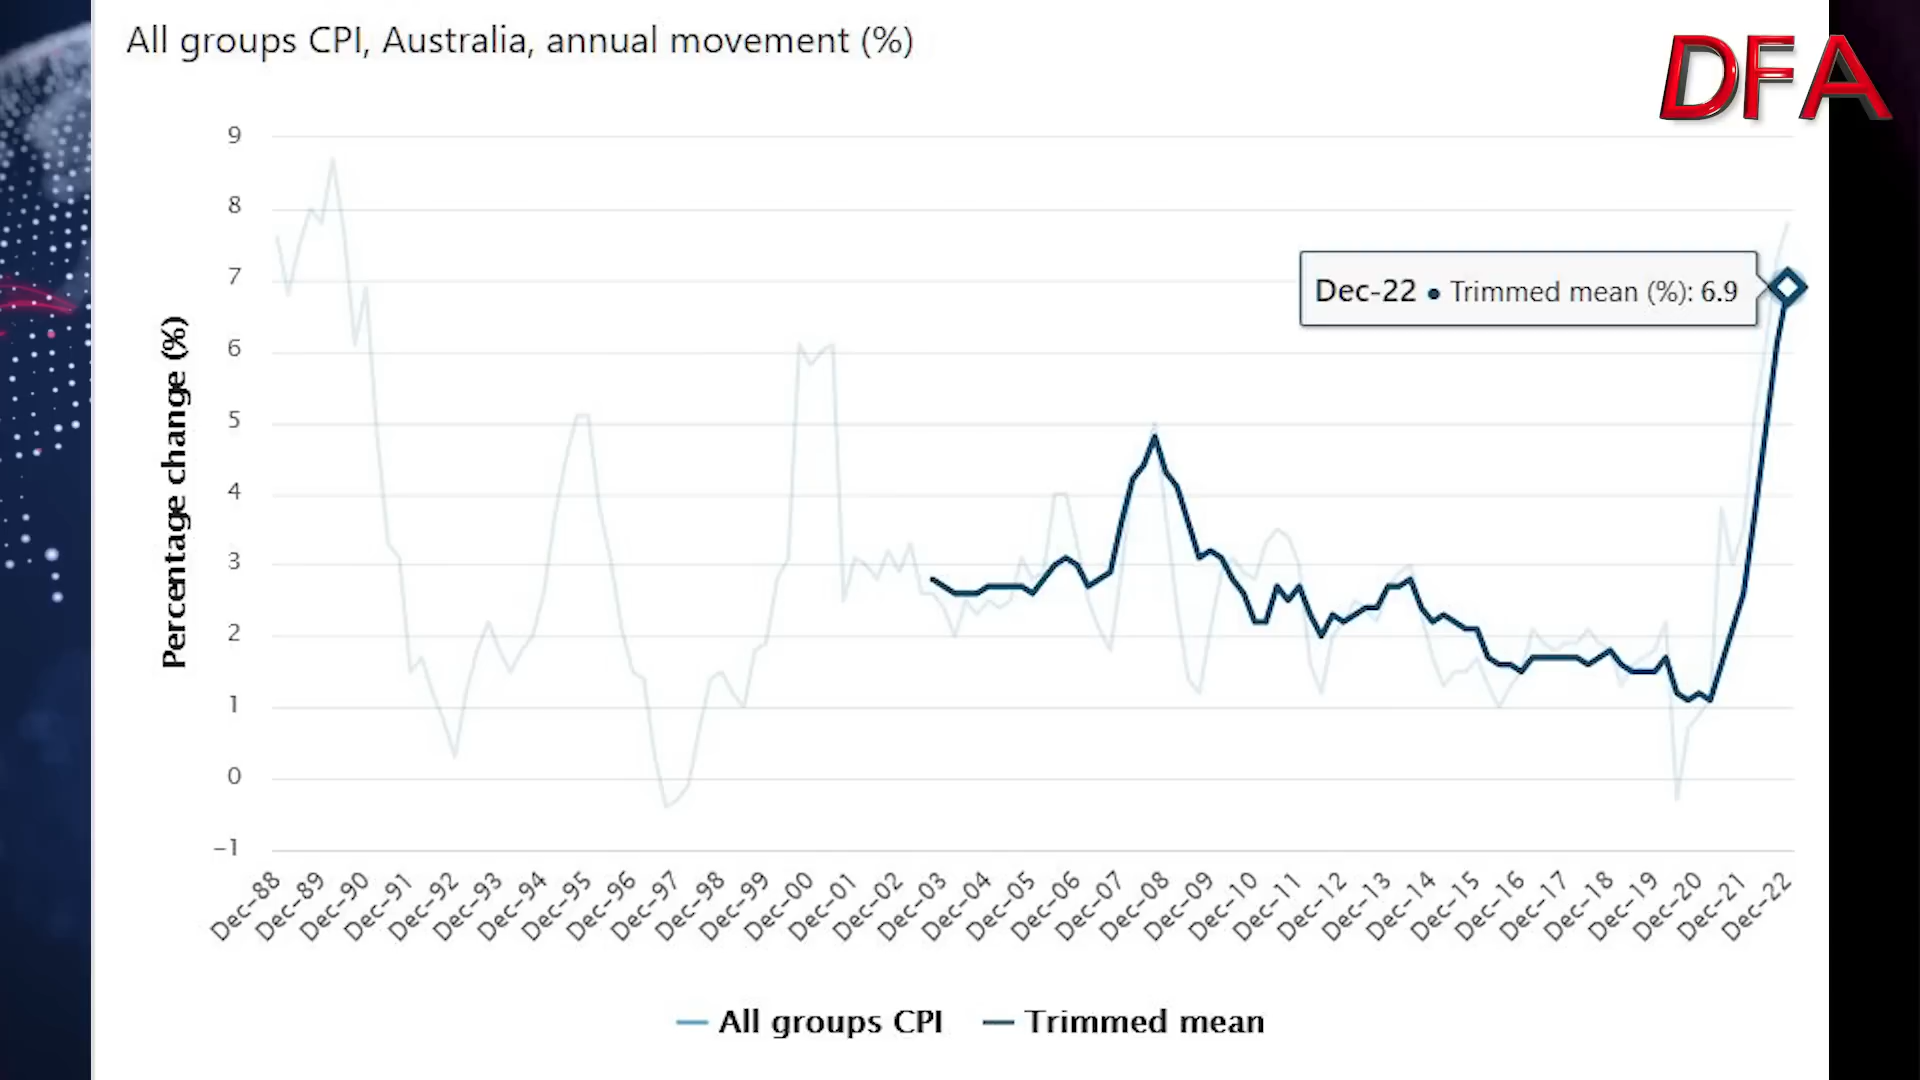 All groups CPI, Australia, annual movement (%)
DFA
9
8
7
6
5
4
3
2
1
0
-1
Percentage change (%)
Dec-22 • Trimmed mean (%): 6.9
Dec-88
Dec-89
Dec-90
Dec-91
Dec-92
Dec-93
Dec-94
Dec-95
Dec-96
Dec-97
Dec-98
Dec-99
Dec-00
Dec-01
Dec-02
Dec-03
Dec-04
Dec-05
Dec-06
Dec-07
Dec-08
Dec-09
Dec-10
Dec-11
Dec-12
Dec-13
Dec-14
Dec-15
Dec-16
Dec-17
Dec-18
Dec-19
Dec-20
Dec-21
Dec-22
All groups CPI
Trimmed mean